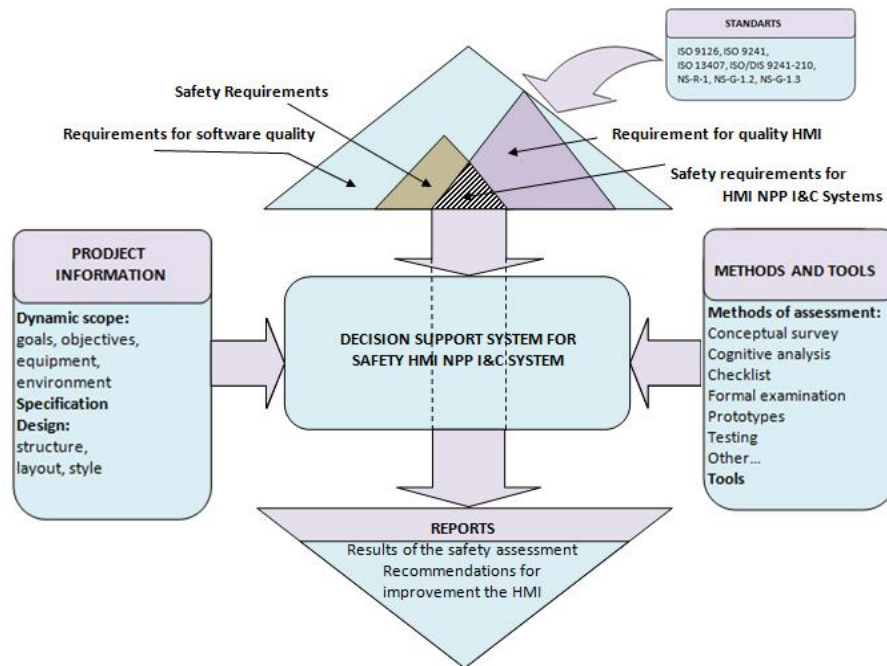 STANDARTS
ISO 9126, ISO 9241,
ISO 13407, ISO/DIS 9241-210,
NS-R-1, NS-G-1.2, NS-G-1.3
Safety Requirements
Requirements for software quality
Requirement for quality HMI
Safety requirements for
HMI NPP I&C Systems
PRODJECT
INFORMATION
Dynamic scope:
goals, objectives,
equipment,
environment
Specification
Design:
structure,
layout, style
DECISION SUPPORT SYSTEM FOR
SAFETY HMI NPP I&C SYSTEM
METHODS AND TOOLS
Methods of assessment:
Conceptual survey
Cognitive analysis
Checklist
Formal examination
Prototypes
Testing
Other...
Tools
REPORTS
Results of the safety assessment
Recommendations for
improvement the HMI